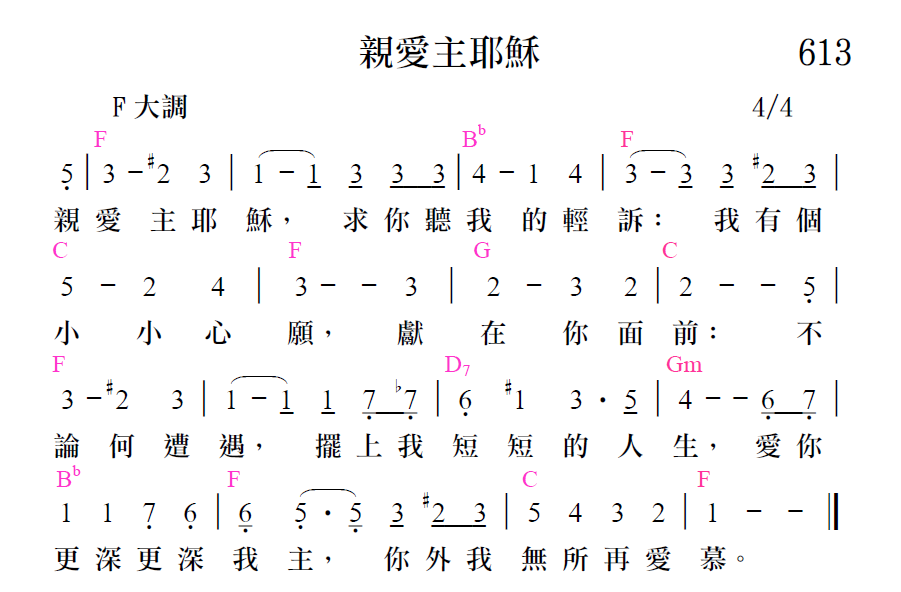 親愛主耶穌 613
F 大調 4/4
F B♭ F
5̣ | 3 – ♯2 3 | 1 – 1 3 3 3 | 4 – 1 4 | 3 – 3 3 ♯2 3 |
親愛主耶穌，求你聽我的輕訴：我有個
C F G C
5 – 2 4 | 3 – – 3 | 2 – 3 2 | 2 – – 5̣ |
小小心願，獻在你面前：不
F D7 Gm
3 – ♯2 3 | 1 – 1 1 7̣ ♭7̣ | 6̣ ♯1 3 · 5 | 4 – – 6̣ 7̣ |
論何遭遇，擺上我短短的人生，愛你
B♭ F C F
1 1 7̣ 6̣ | 6̣ 5̣ · 5̣ 3 ♯2 3 | 5 4 3 2 | 1 – – ‖
更深更深我主，你外我無所再愛慕。